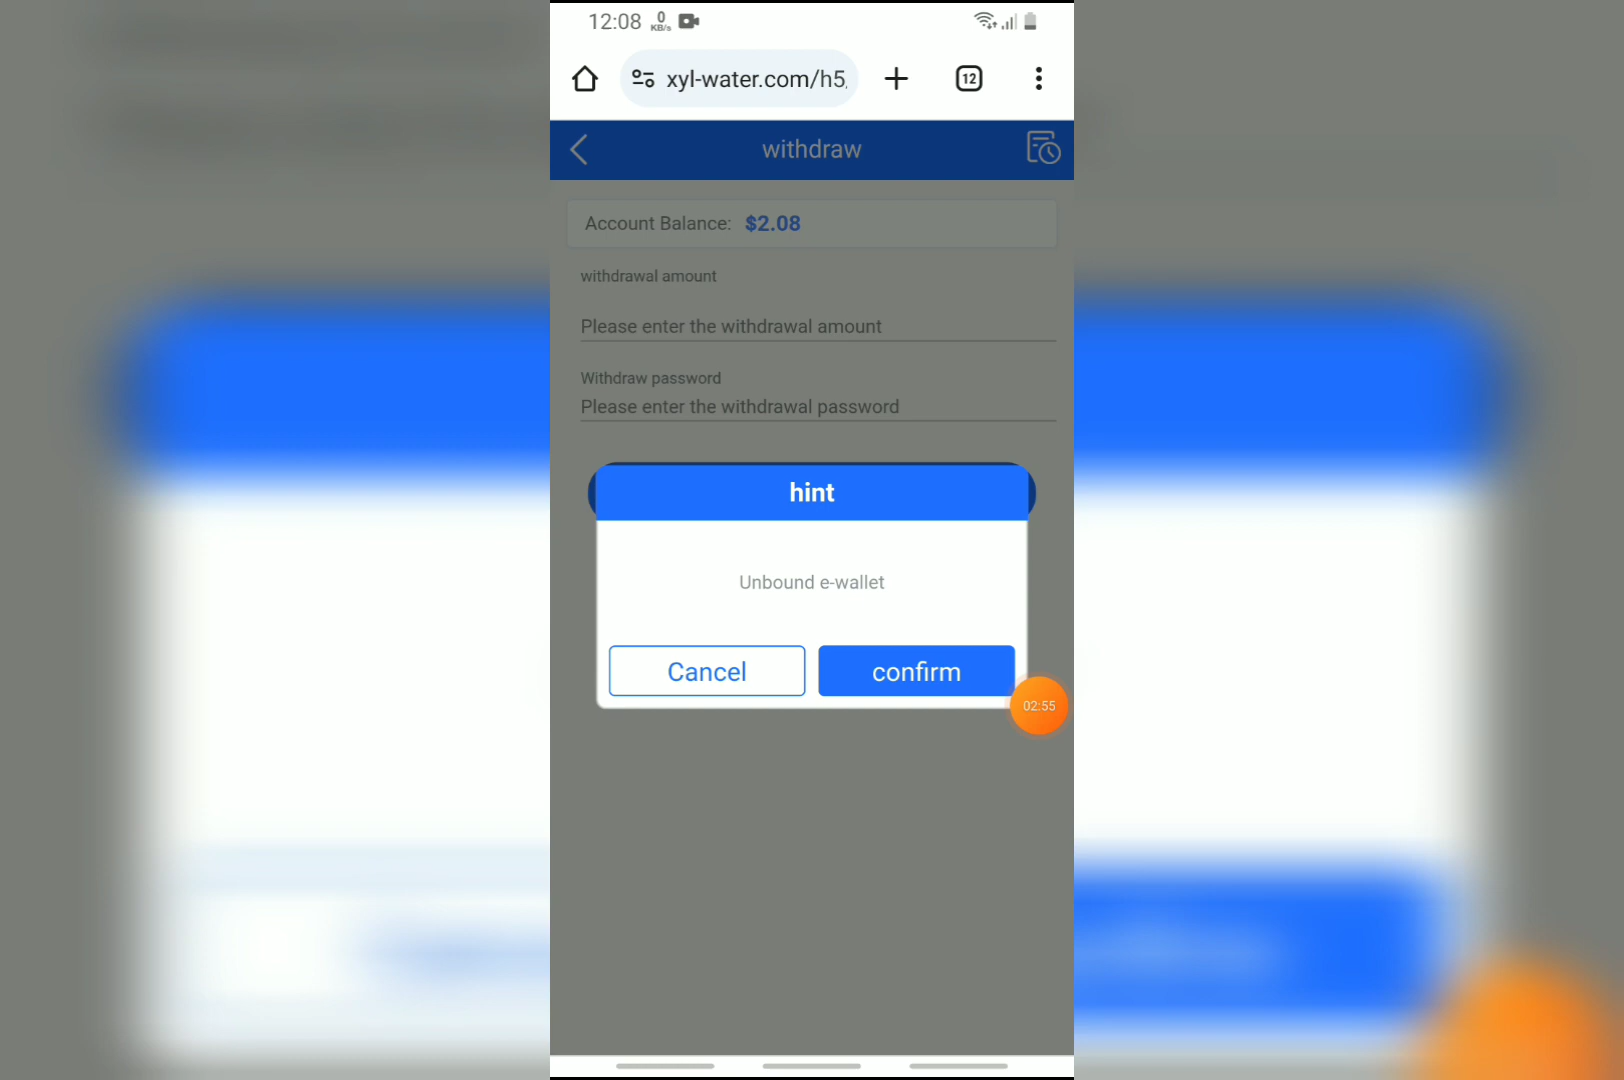 12:08 0 KB/s
xyl-water.com/h5
12
withdraw
Account Balance: $2.08
withdrawal amount
Please enter the withdrawal amount
Withdraw password
Please enter the withdrawal password
hint
Unbound e-wallet
Cancel confirm
02:55